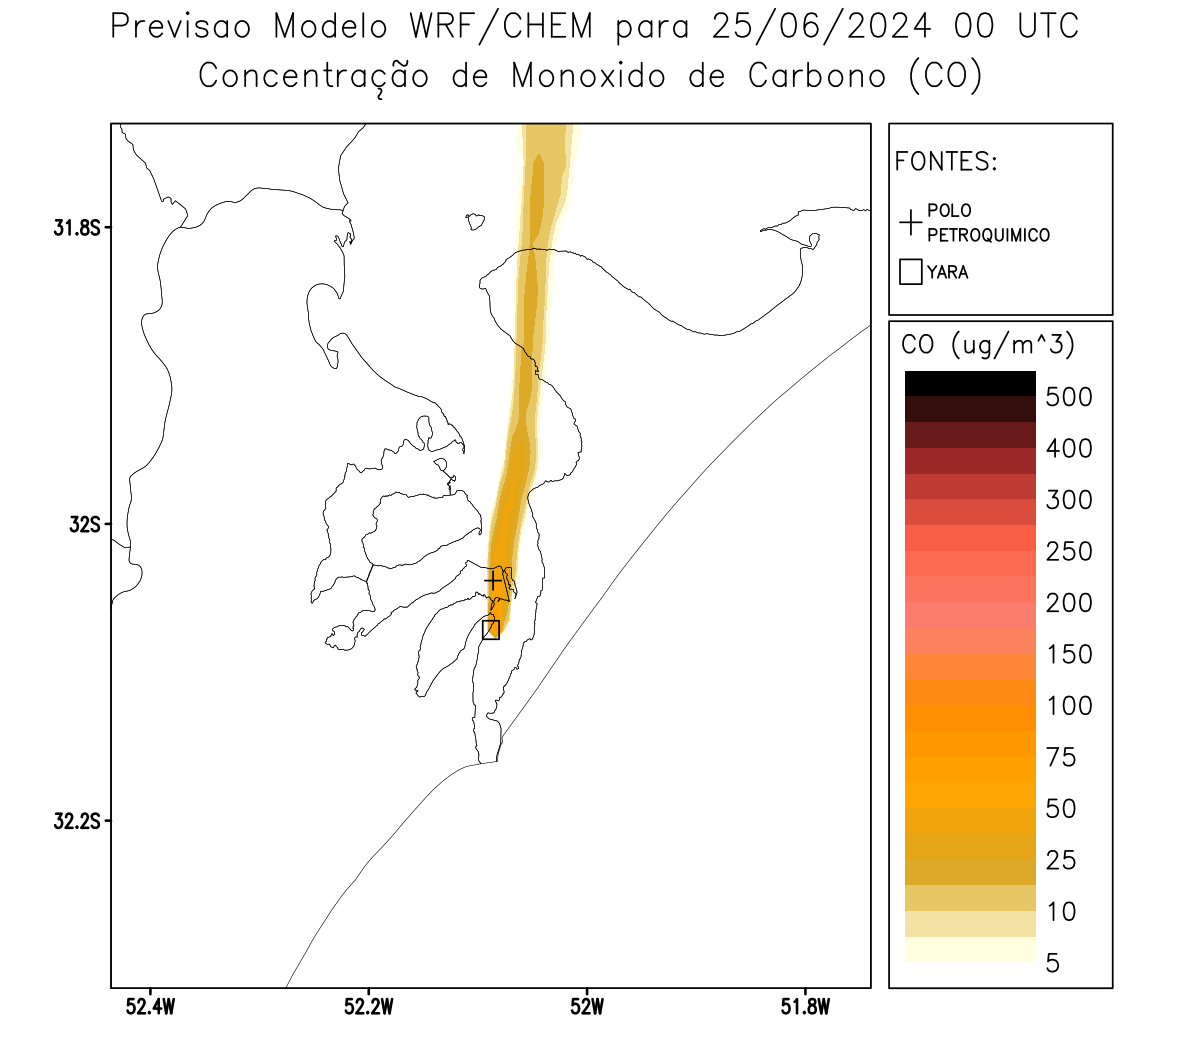 Previsao Modelo WRF/CHEM para 25/06/2024 00 UTC
Concentração de Monoxido de Carbono (CO)
FONTES:
POLO
PETROQUIMICO
YARA
CO (ug/m^3)
500
400
300
250
200
150
100
75
50
25
10
5
31.8S
32S
32.2S
52.4W
52.2W
52W
51.8W